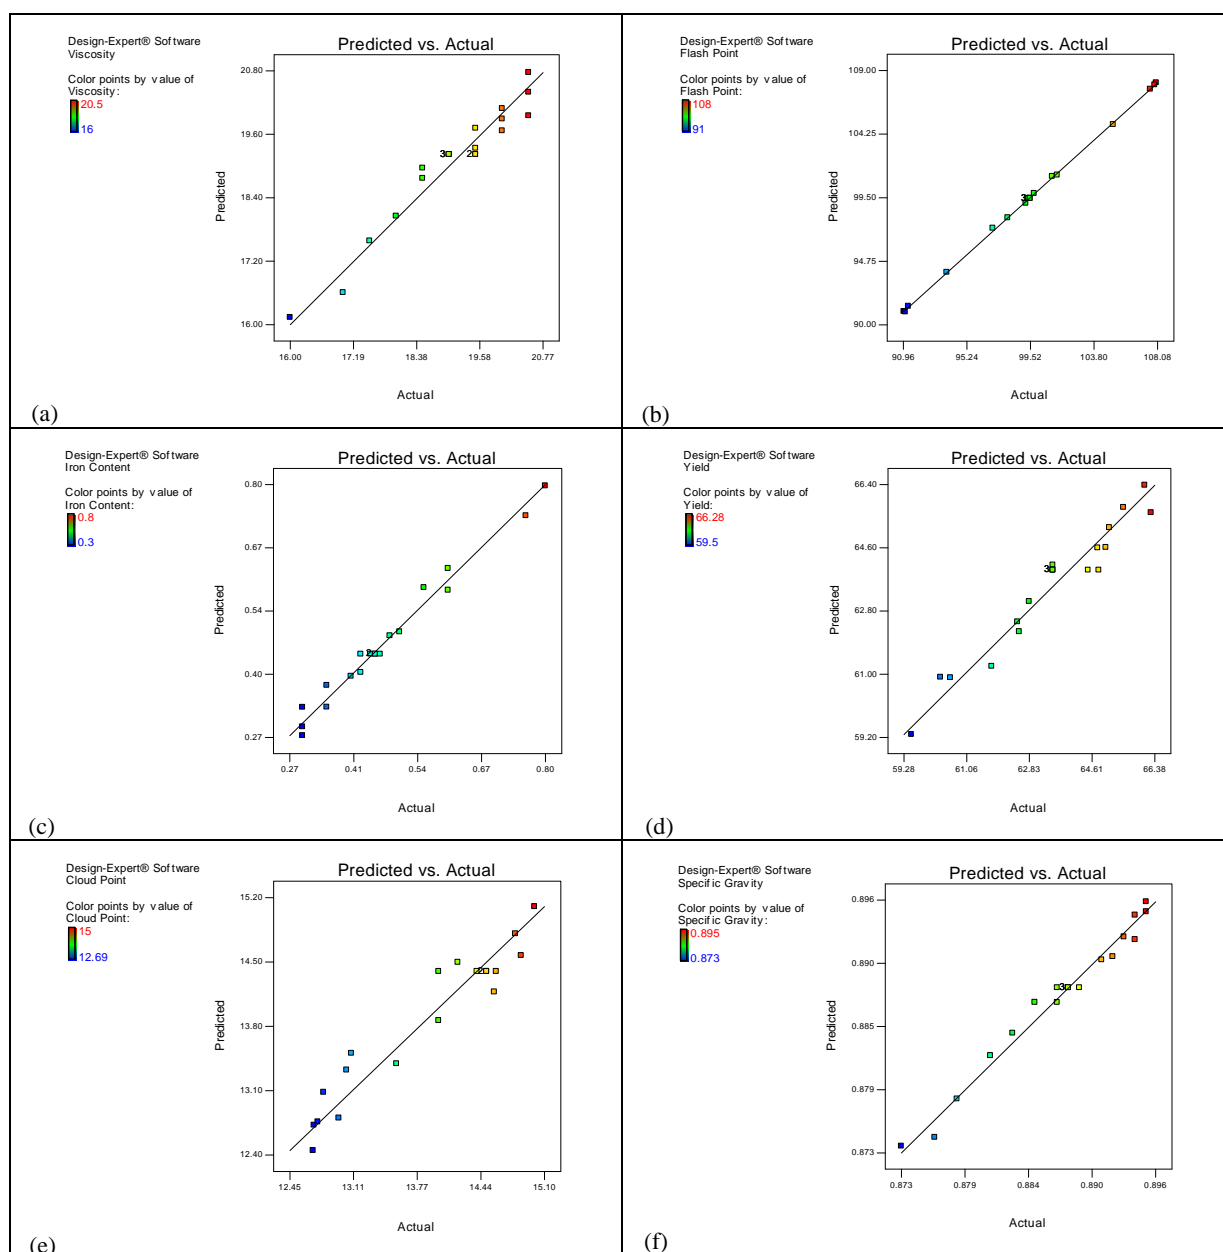 Design-Expert® Software
Viscosity
Color points by value of
Viscosity:
20.5
16
Predicted vs. Actual
20.80
19.60
18.40
17.20
16.00
3
2
16.00 17.19 18.38 19.58 20.77
Predicted
Actual
(a)
Design-Expert® Software
Flash Point
Color points by value of
Flash Point:
108
91
Predicted vs. Actual
109.00
104.25
99.50
94.75
90.00
3
90.96 95.24 99.52 103.80 108.08
Predicted
Actual
(b)
Design-Expert® Software
Iron Content
Color points by value of
Iron Content:
0.8
0.3
Predicted vs. Actual
0.80
0.67
0.54
0.40
0.27
2
0.27 0.41 0.54 0.67 0.80
Predicted
Actual
(c)
Design-Expert® Software
Yield
Color points by value of
Yield:
66.28
59.5
Predicted vs. Actual
66.40
64.60
62.80
61.00
59.20
3
59.28 61.06 62.83 64.61 66.38
Predicted
Actual
(d)
Design-Expert® Software
Cloud Point
Color points by value of
Cloud Point:
15
12.69
Predicted vs. Actual
15.20
14.50
13.80
13.10
12.40
2
12.45 13.11 13.77 14.44 15.10
Predicted
Actual
(e)
Design-Expert® Software
Specific Gravity
Color points by value of
Specific Gravity:
0.895
0.873
Predicted vs. Actual
0.896
0.890
0.885
0.879
0.873
3
0.873 0.879 0.884 0.890 0.896
Predicted
Actual
(f)